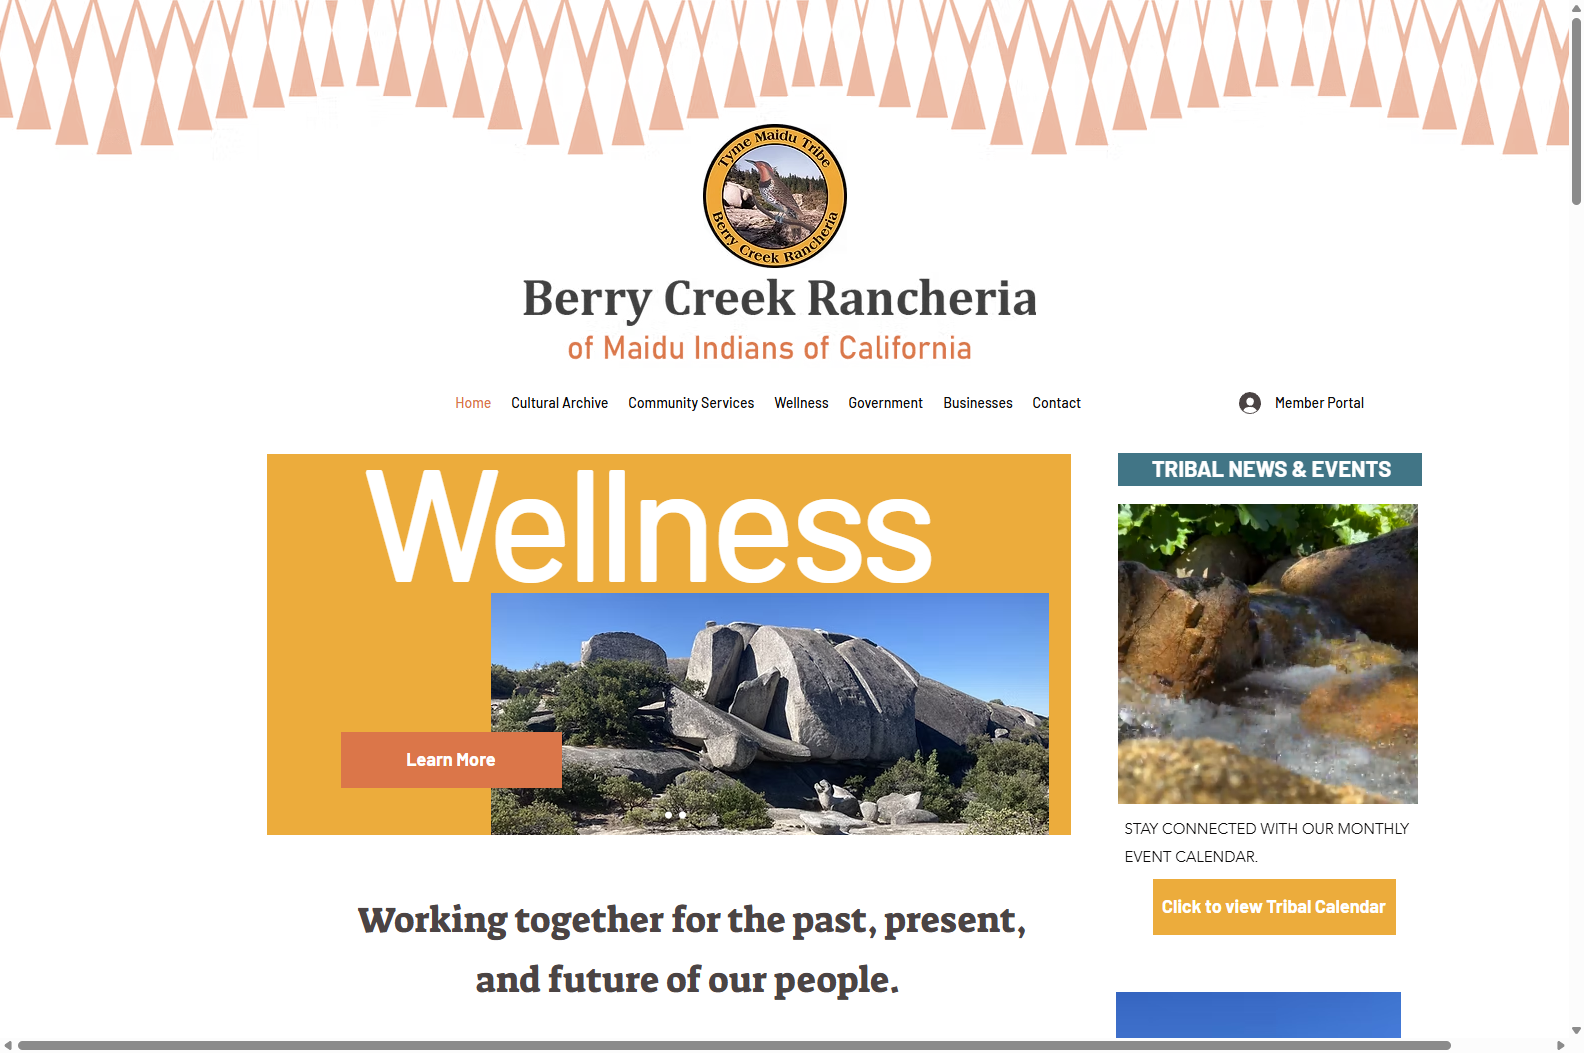 Tyme Maidu Tribe
Berry Creek Rancheria
Berry Creek Rancheria
of Maidu Indians of California
Home Cultural Archive Community Services Wellness Government Businesses Contact Member Portal
Wellness
Learn More
Working together for the past, present,
and future of our people.
TRIBAL NEWS & EVENTS
STAY CONNECTED WITH OUR MONTHLY
EVENT CALENDAR.
Click to view Tribal Calendar